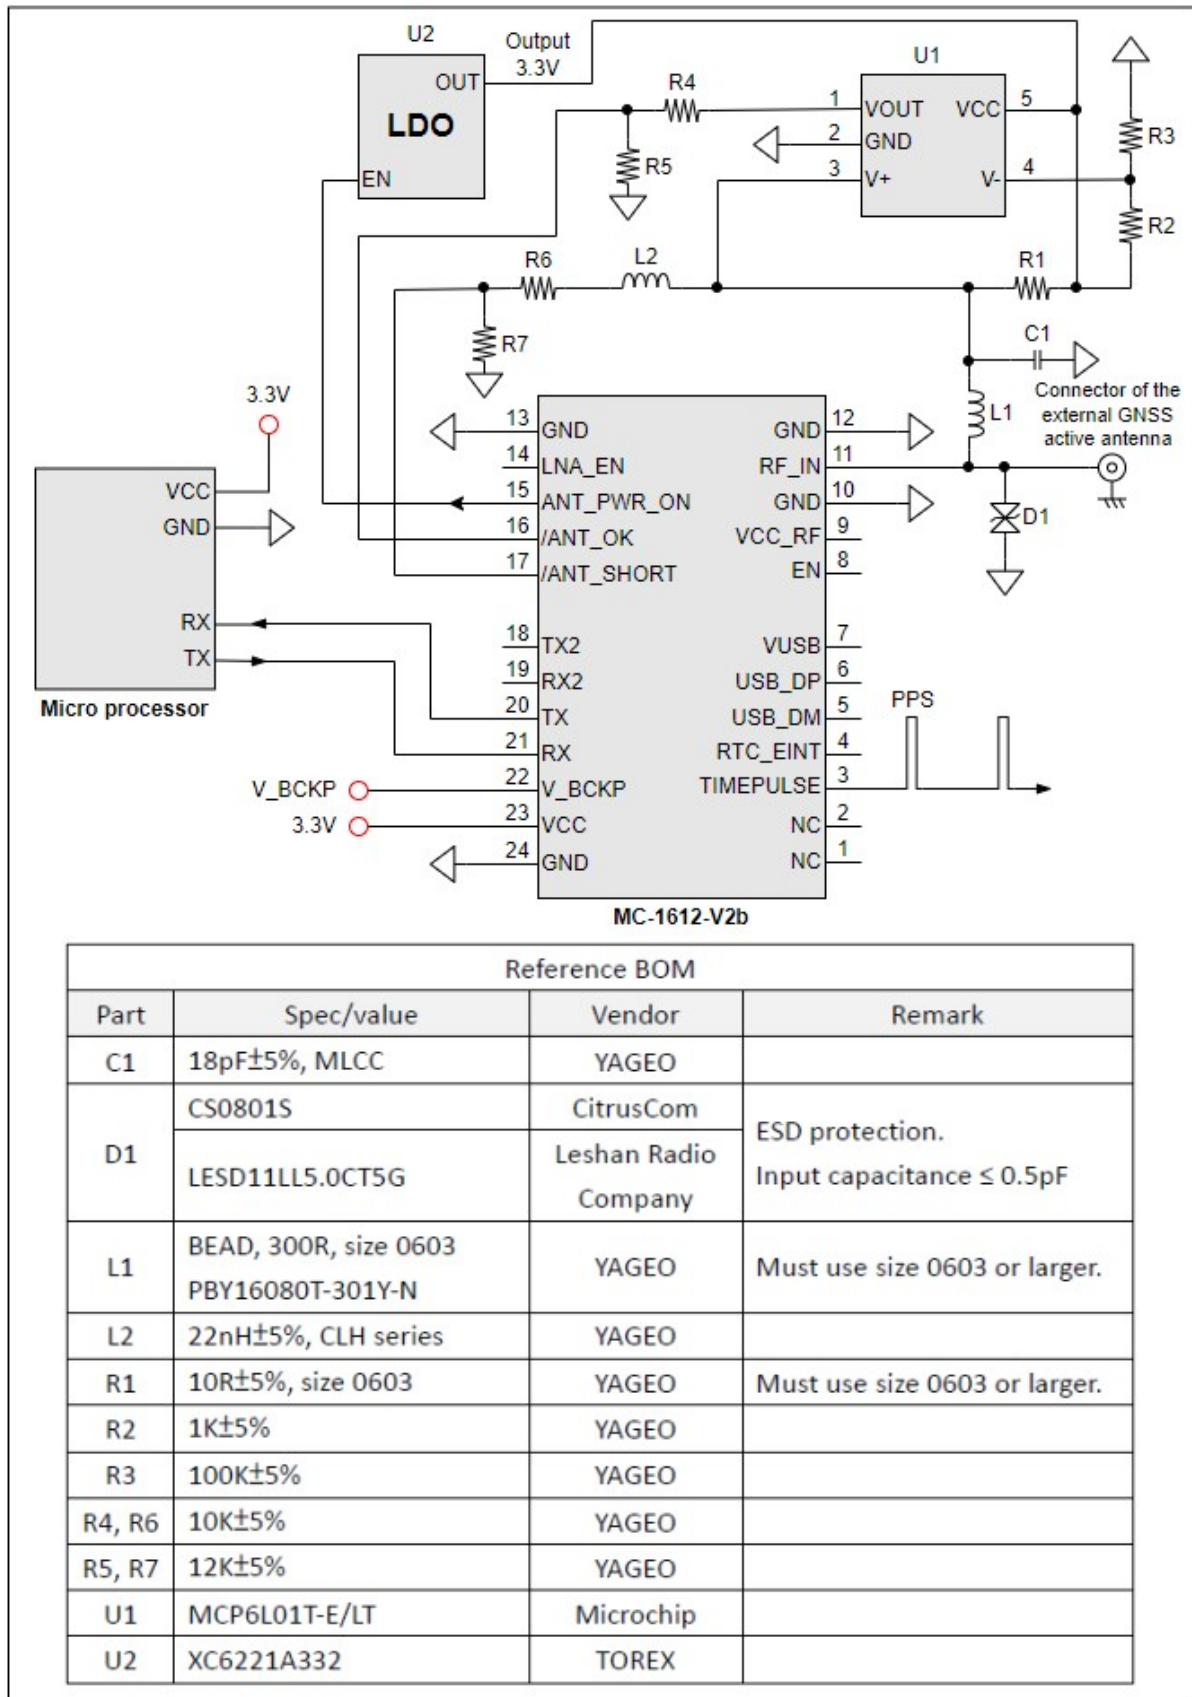 U2
Output
3.3V
OUT
LDO
EN
R4
R5
U1
1
VOUT
VCC
5
2
GND
3
V+
V-
4
R3
R2
R6
L2
R1
R7
C1
L1
Connector of the
external GNSS
active antenna
D1
3.3V
VCC
GND
RX
TX
Micro processor
13
GND
GND
12
14
LNA_EN
RF_IN
11
15
ANT_PWR_ON
GND
10
16
/ANT_OK
VCC_RF
9
17
/ANT_SHORT
EN
8
18
TX2
VUSB
7
19
RX2
USB_DP
6
20
TX
USB_DM
5
21
RX
RTC_EINT
4
22
V_BCKP
V_BCKP
TIMEPULSE
3
PPS
3.3V
23
VCC
NC
2
24
GND
NC
1
MC-1612-V2b
Reference BOM
Part Spec/value Vendor Remark
C1 18pF±5%, MLCC YAGEO
D1 CS0801S CitrusCom
LESD11LL5.0CT5G Leshan Radio
Company
ESD protection.
Input capacitance ≤ 0.5pF
L1 BEAD, 300R, size 0603
PBY16080T-301Y-N
YAGEO Must use size 0603 or larger.
L2 22nH±5%, CLH series YAGEO
R1 10R±5%, size 0603 YAGEO Must use size 0603 or larger.
R2 1K±5% YAGEO
R3 100K±5% YAGEO
R4, R6 10K±5% YAGEO
R5, R7 12K±5% YAGEO
U1 MCP6L01T-E/LT Microchip
U2 XC6221A332 TOREX